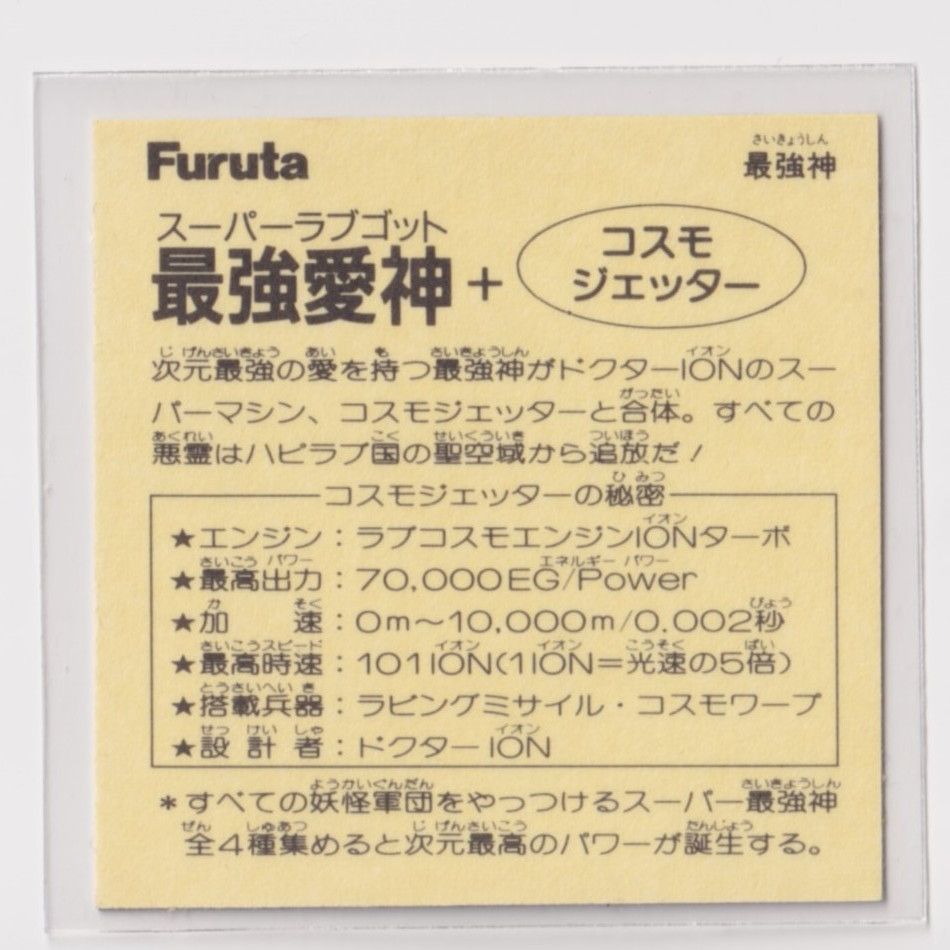 Furuta
さいきょうしん
最強神
スーパーラブゴット
最強愛神+
コスモ
ジェッター
じげんさいきょう あい も さいきょうしん イオン
次元最強の愛を持つ最強神がドクターIONのスー
がったい
パーマシン、コスモジェッターと合体。すべての
あくれい こく せいくういき ついほう
悪霊はハピラブ国の聖空域から追放だ!
ひみつ
コスモジェッターの秘密
イオン
★エンジン:ラブコスモエンジンIONターボ
さいこう パワー エネルギー パワー
★最高出力:70,000EG/Power
か そく びょう
★加速:0m〜10,000m/0.002秒
さいこうスピード イオン イオン こうそく ばい
★最高時速:101ION(1ION=光速の5倍)
とうさいへいき
★搭載兵器:ラビングミサイル・コスモワープ
せっけいしゃ イオン
★設計者:ドクターION
ようかいぐんだん さいきょうしん
*すべての妖怪軍団をやっつけるスーパー最強神
ぜん しゅあつ じげんさいこう たんじょう
全4種集めると次元最高のパワーが誕生する。